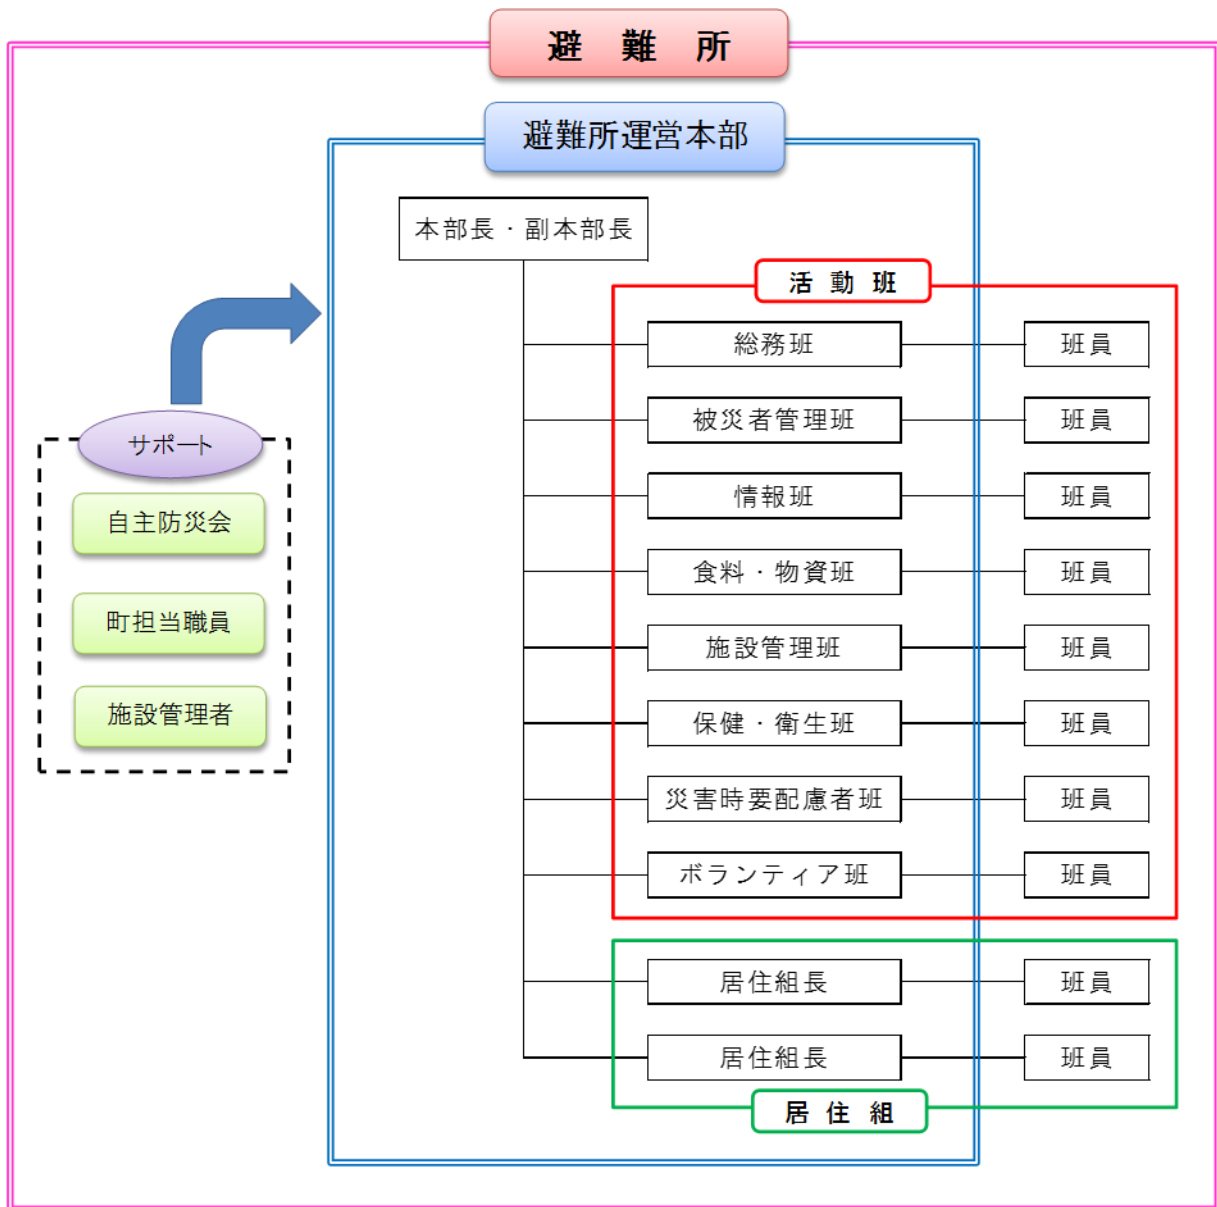 避 難 所
避難所運営本部
本部長・副本部長
活 動 班
総務班
班員
被災者管理班
班員
情報班
班員
食料・物資班
班員
施設管理班
班員
保健・衛生班
班員
災害時要配慮者班
班員
ボランティア班
班員
居住組長
班員
居住組長
班員
居 住 組
サポート
自主防災会
町担当職員
施設管理者